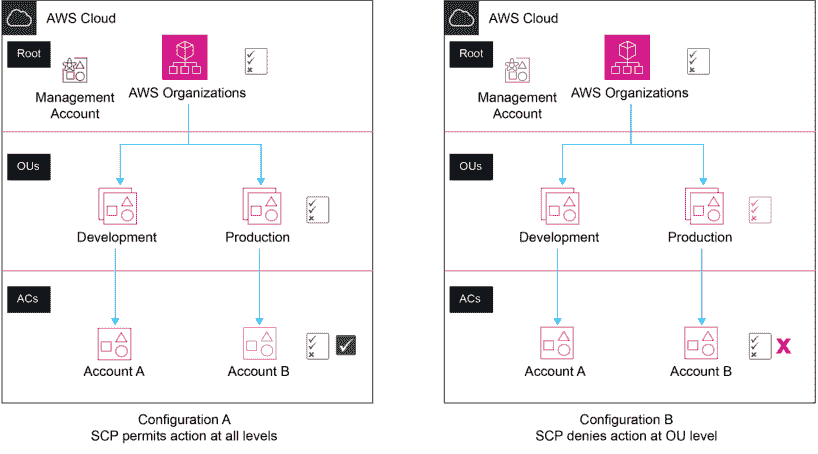 AWS Cloud
Root
Management
Account
AWS Organizations
OUs
Development
Production
ACs
Account A
Account B
Configuration A
SCP permits action at all levels
AWS Cloud
Root
Management
Account
AWS Organizations
OUs
Development
Production
ACs
Account A
Account B
Configuration B
SCP denies action at OU level